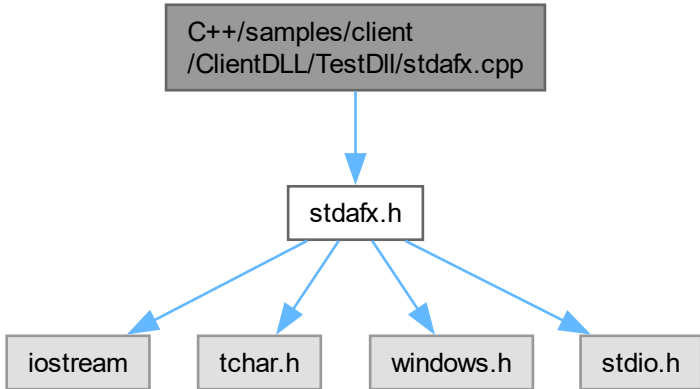 C++/samples/client
/ClientDLL/TestDll/stdafx.cpp
stdafx.h
iostream
tchar.h
windows.h
stdio.h